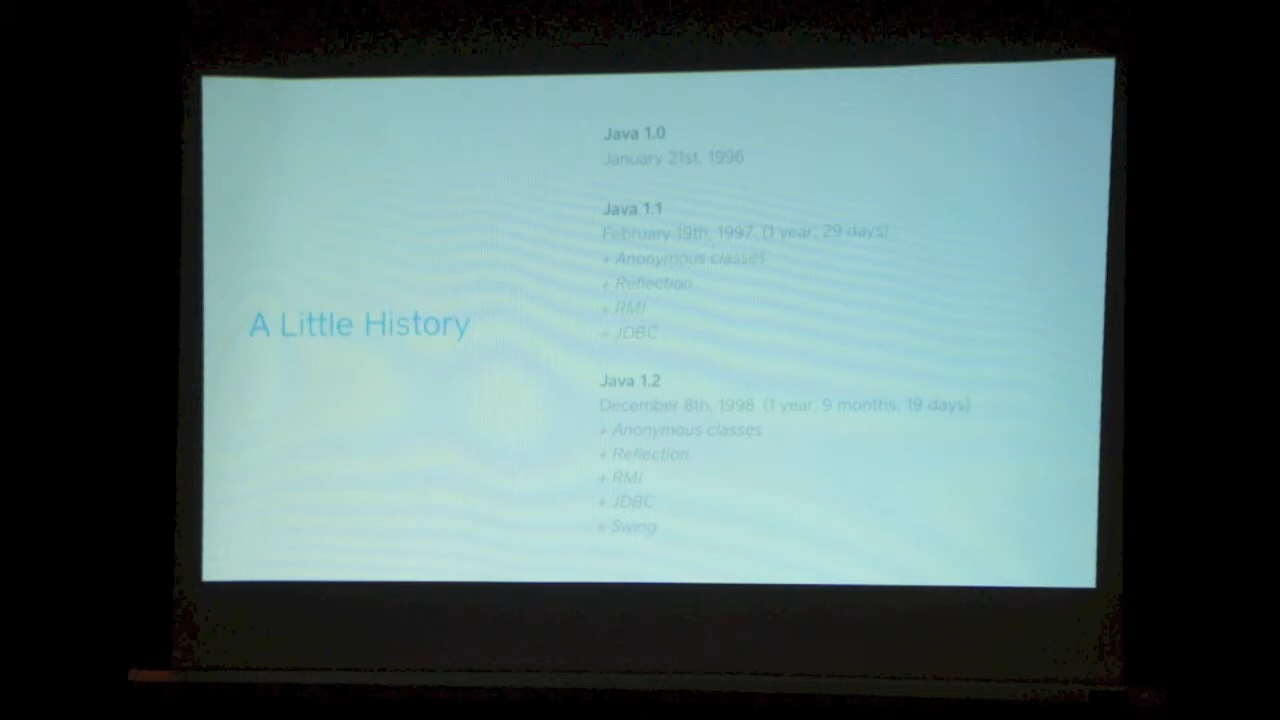 A Little History
Java 1.0
January 21st, 1996
Java 1.1
February 19th, 1997 (1 year, 29 days)
+ Anonymous classes
+ Reflection
+ RMI
+ JDBC
Java 1.2
December 8th, 1998 (1 year, 9 months, 19 days)
+ Anonymous classes
+ Reflection
+ RMI
+ JDBC
+ Swing